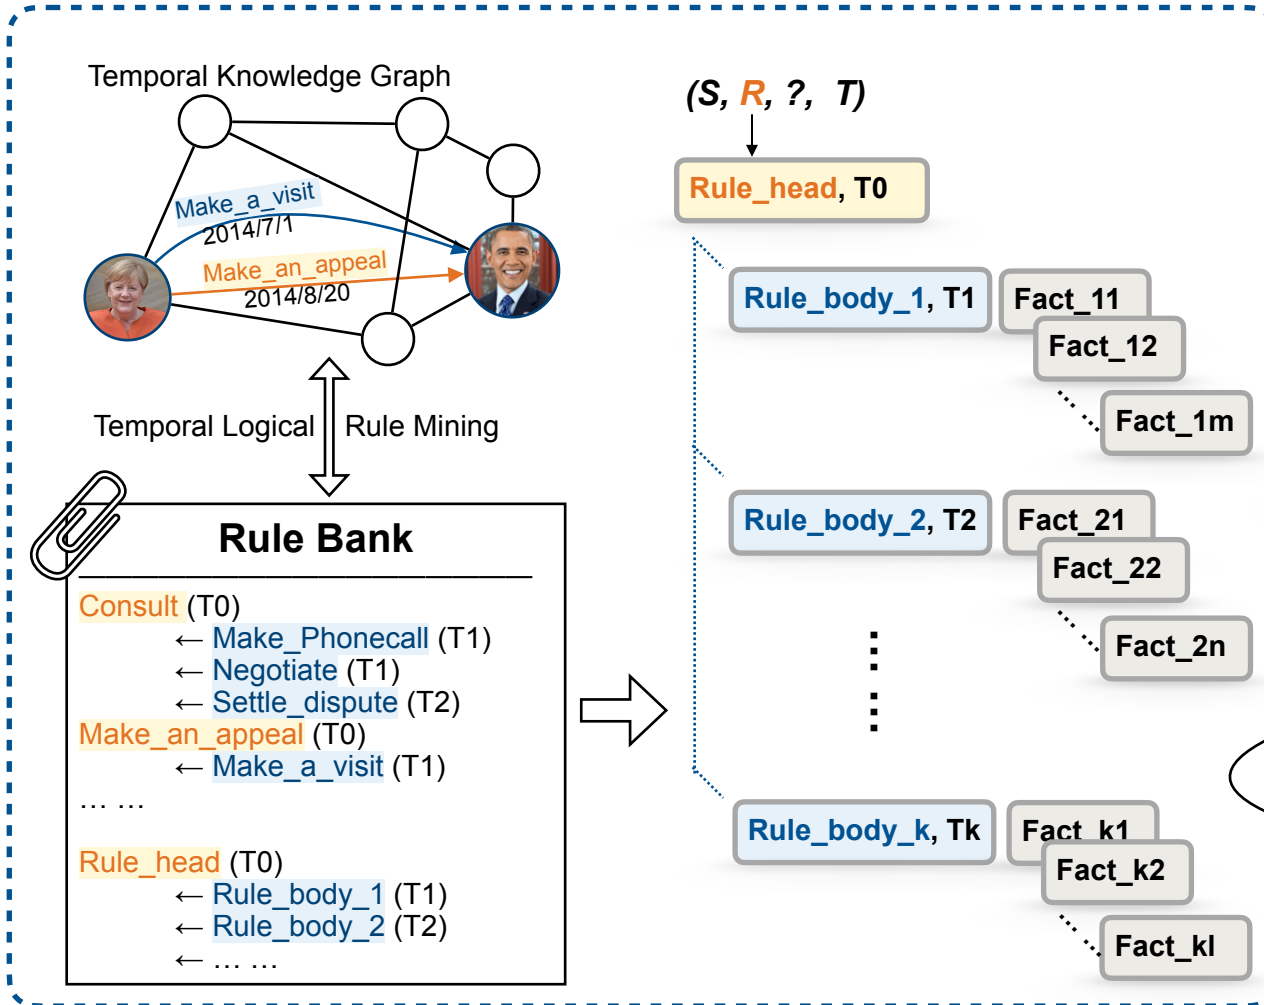 Temporal Knowledge Graph
Make_a_visit
2014/7/1
Make_an_appeal
2014/8/20
Temporal Logical Rule Mining
Rule Bank
Consult (T0)
← Make_Phonecall (T1)
← Negotiate (T1)
← Settle_dispute (T2)
Make_an_appeal (T0)
← Make_a_visit (T1)
... ...
Rule_head (T0)
← Rule_body_1 (T1)
← Rule_body_2 (T2)
← ... ...
(S, R, ?, T)
Rule_head, T0
Rule_body_1, T1
Fact_11
Fact_12
Fact_1m
Rule_body_2, T2
Fact_21
Fact_22
Fact_2n
Rule_body_k, Tk
Fact_k1
Fact_k2
Fact_kl